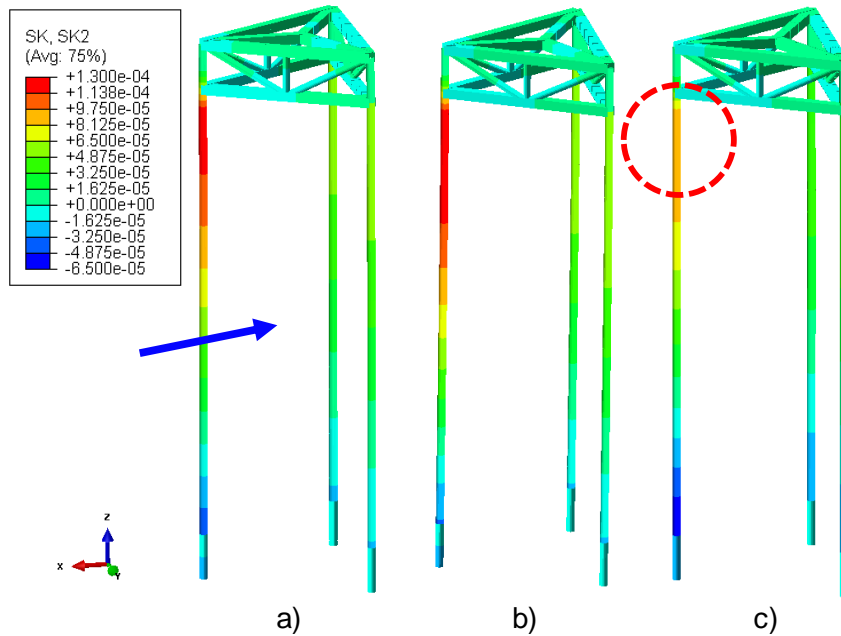 SK, SK2
(Avg: 75%)
+1.300e-04
+1.138e-04
+9.750e-05
+8.125e-05
+6.500e-05
+4.875e-05
+3.250e-05
+1.625e-05
+0.000e+00
-1.625e-05
-3.250e-05
-4.875e-05
-6.500e-05
z
x
Y
a) b) c)